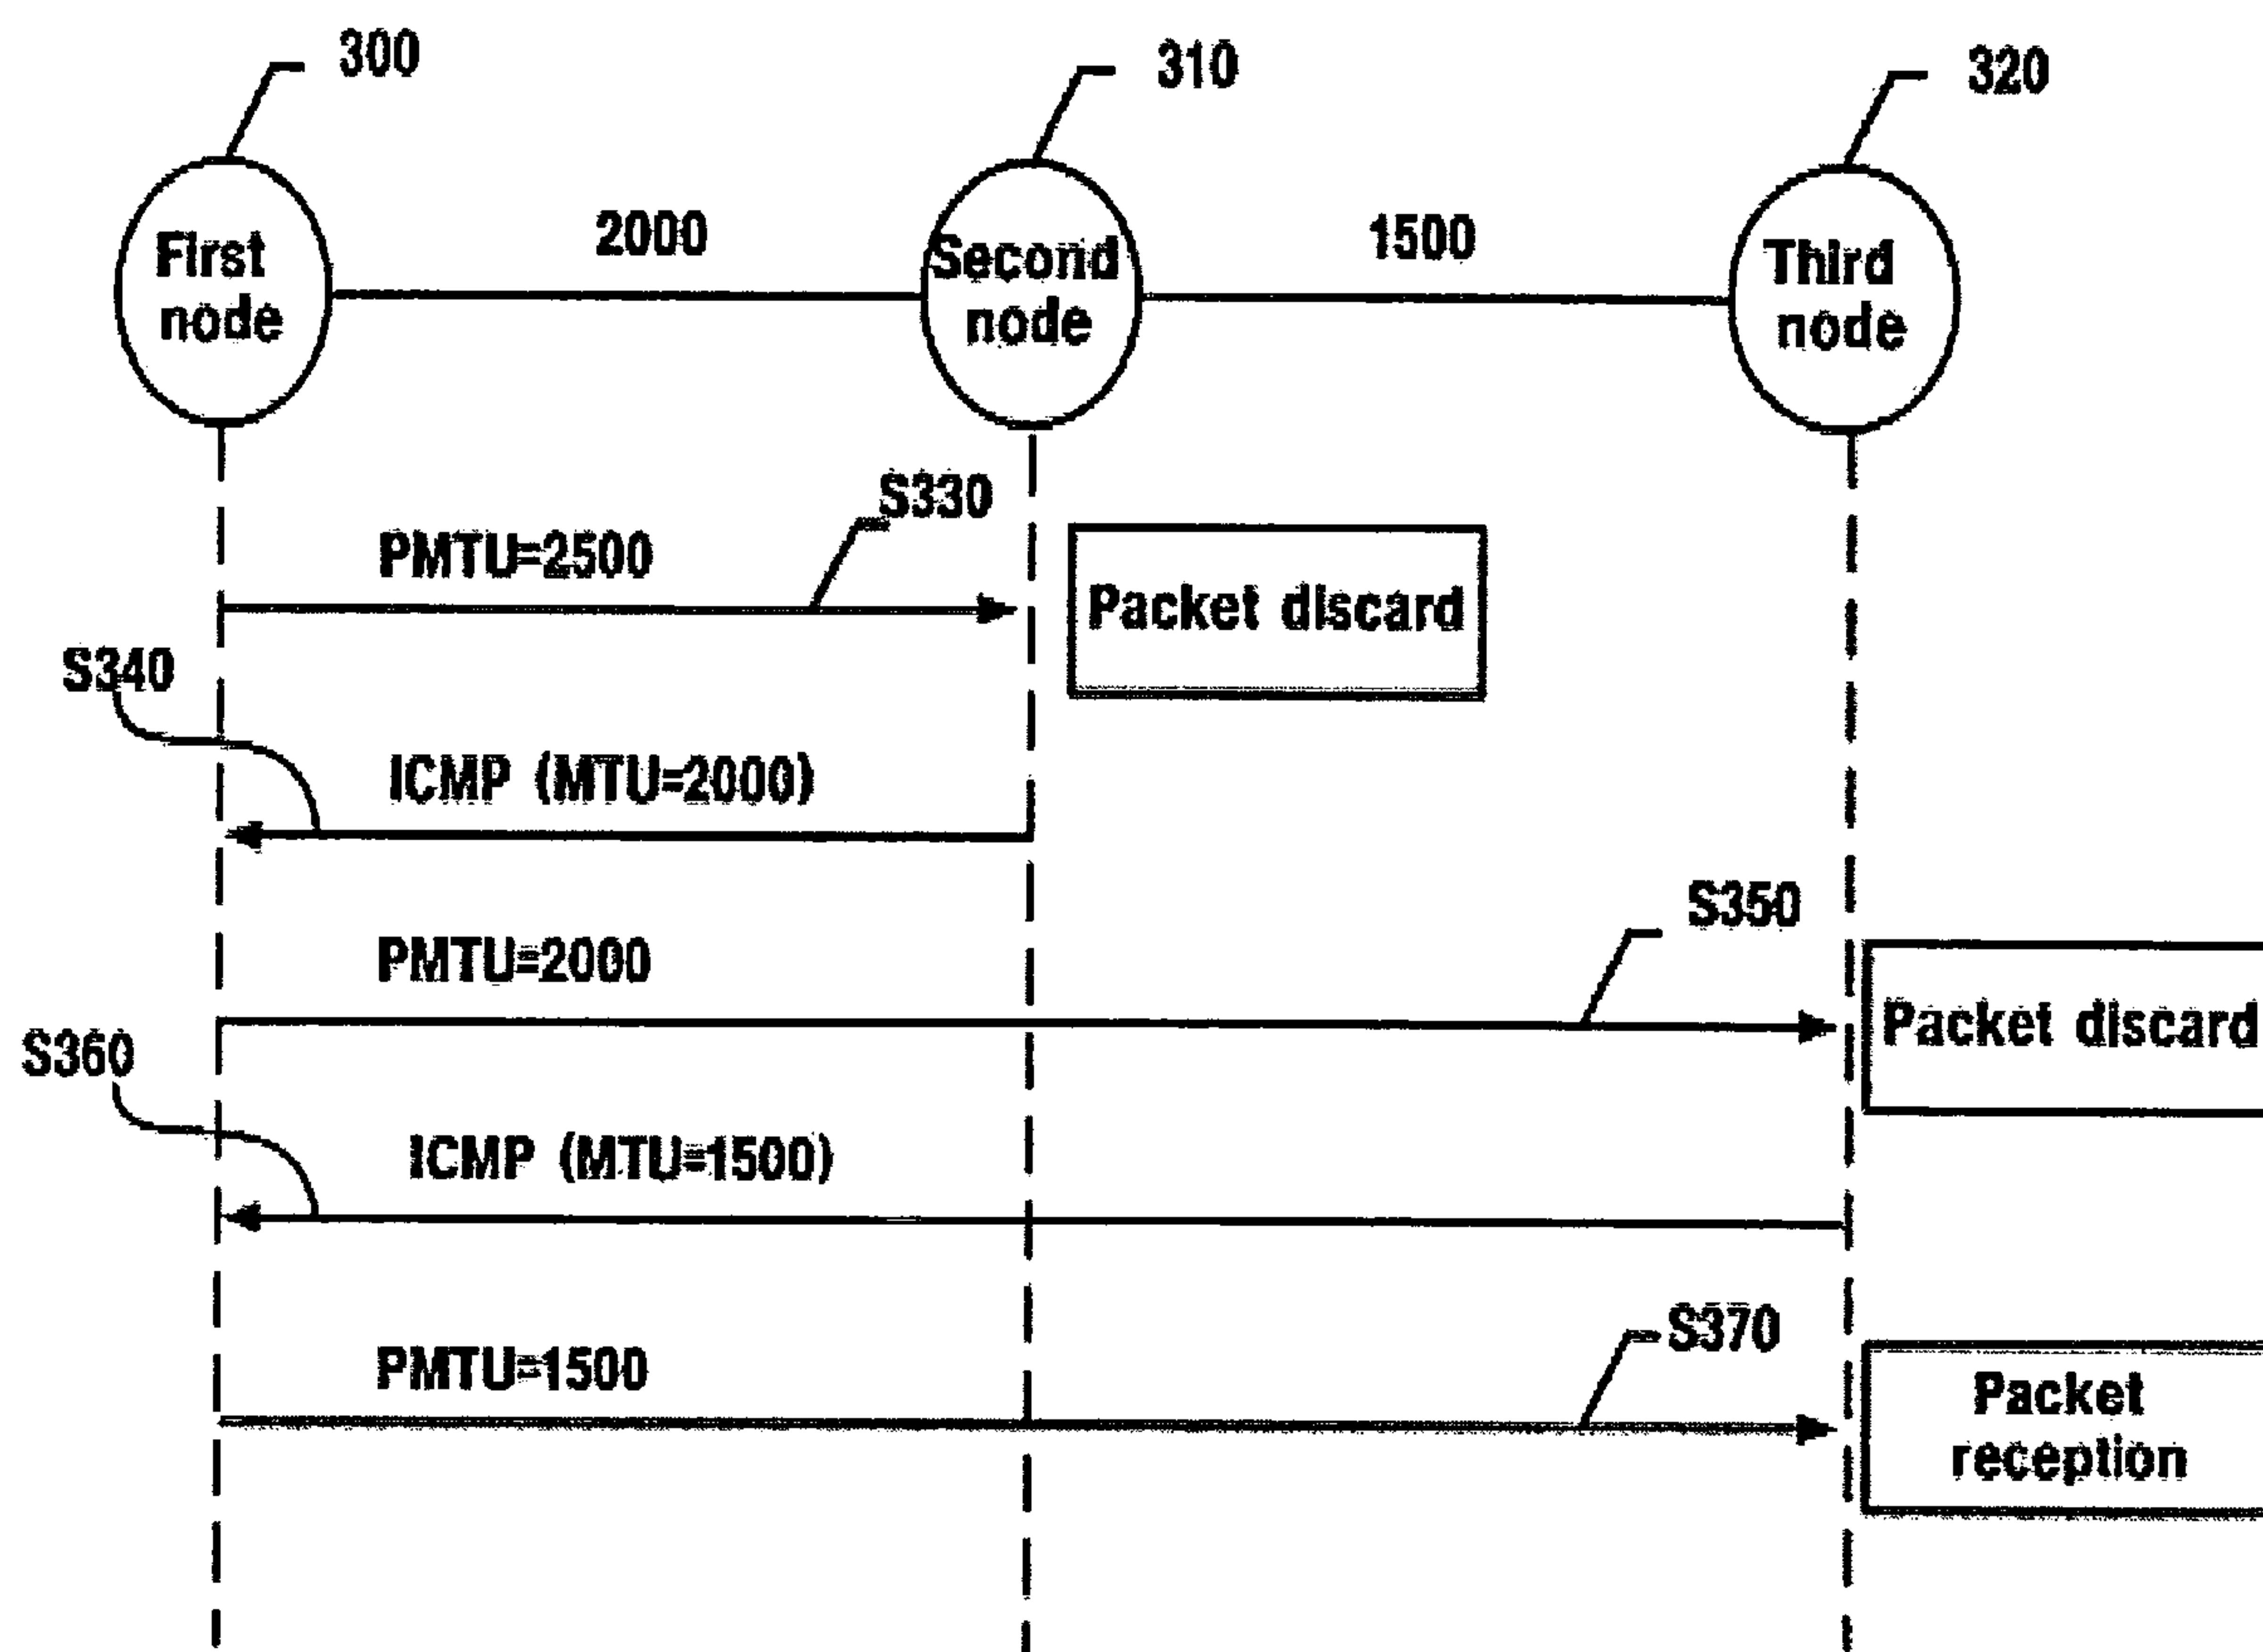 300
310
320
First
node
2000
Second
node
1500
Third
node
S330
PMTU=2500
Packet discard
S340
ICMP (MTU=2000)
S350
PMTU=2000
Packet discard
S360
ICMP (MTU=1500)
S370
PMTU=1500
Packet
reception